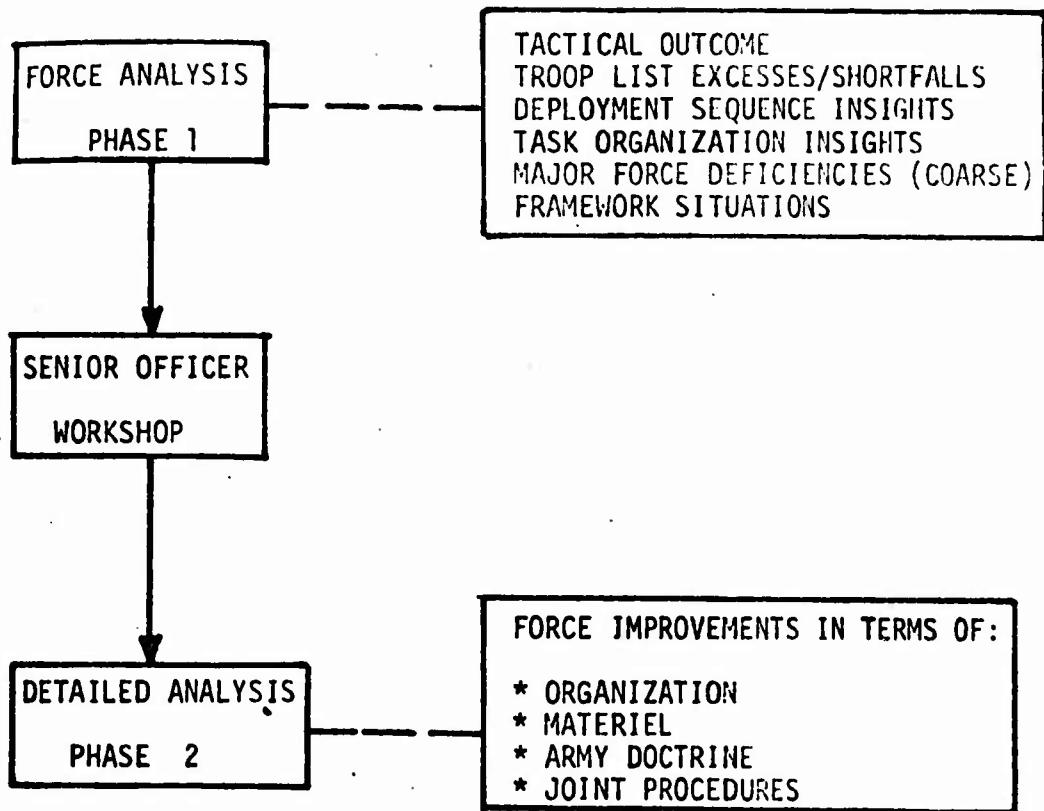 FORCE ANALYSIS
PHASE 1
TACTICAL OUTCOME
TROOP LIST EXCESSES/SHORTFALLS
DEPLOYMENT SEQUENCE INSIGHTS
TASK ORGANIZATION INSIGHTS
MAJOR FORCE DEFICIENCIES (COARSE)
FRAMEWORK SITUATIONS
SENIOR OFFICER
WORKSHOP
DETAILED ANALYSIS
PHASE 2
FORCE IMPROVEMENTS IN TERMS OF:
* ORGANIZATION
* MATERIEL
* ARMY DOCTRINE
* JOINT PROCEDURES